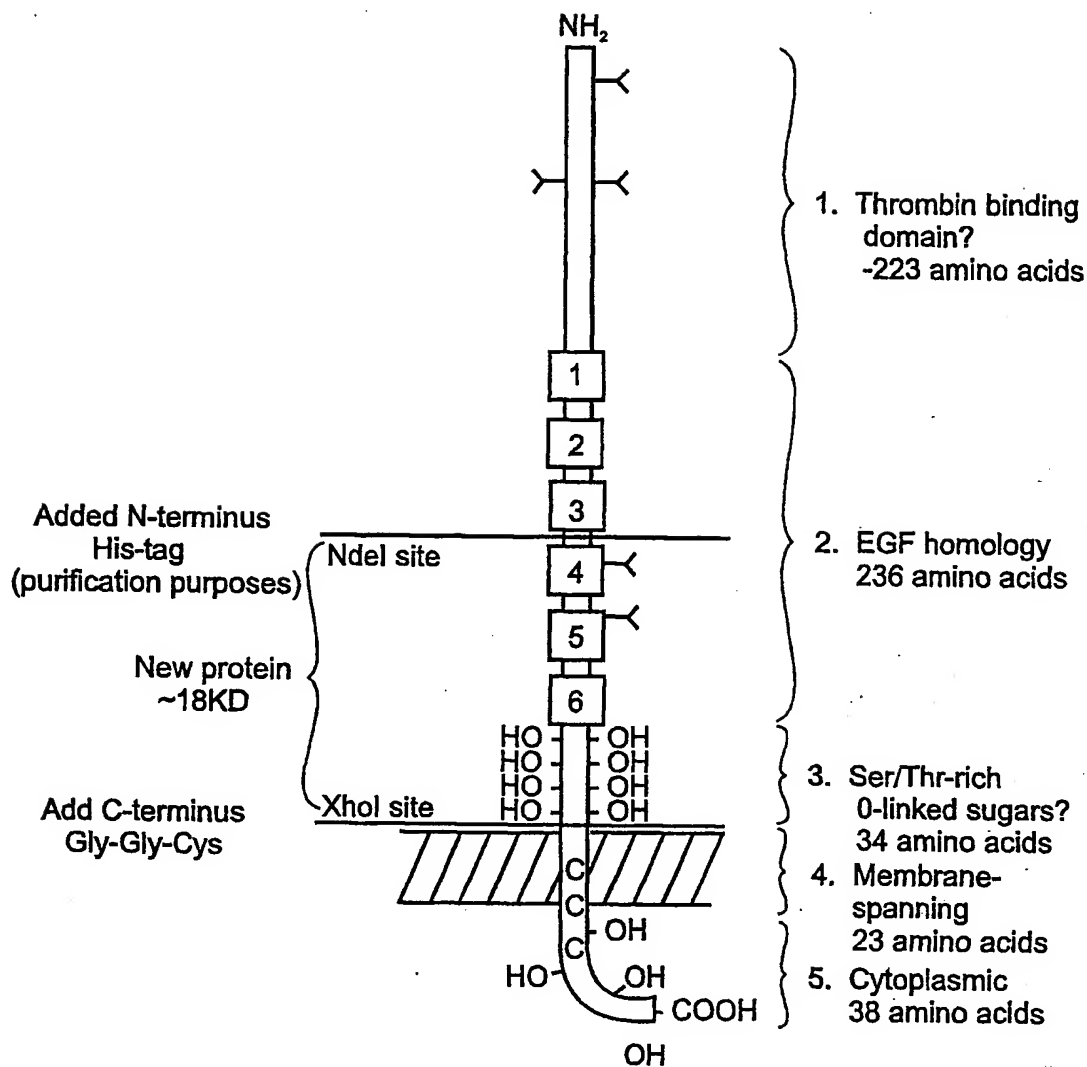 NH₂
1. Thrombin binding
domain?
-223 amino acids
1
2
3
Added N-terminus
His-tag
(purification purposes)
NdeI site
4
2. EGF homology
236 amino acids
5
New protein
~18KD
6
HO OH
HO OH
HO OH
HO OH
3. Ser/Thr-rich
0-linked sugars?
34 amino acids
XhoI site
Add C-terminus
Gly-Gly-Cys
C
C
C
4. Membrane-
spanning
23 amino acids
OH
HO OH
COOH
OH
5. Cytoplasmic
38 amino acids